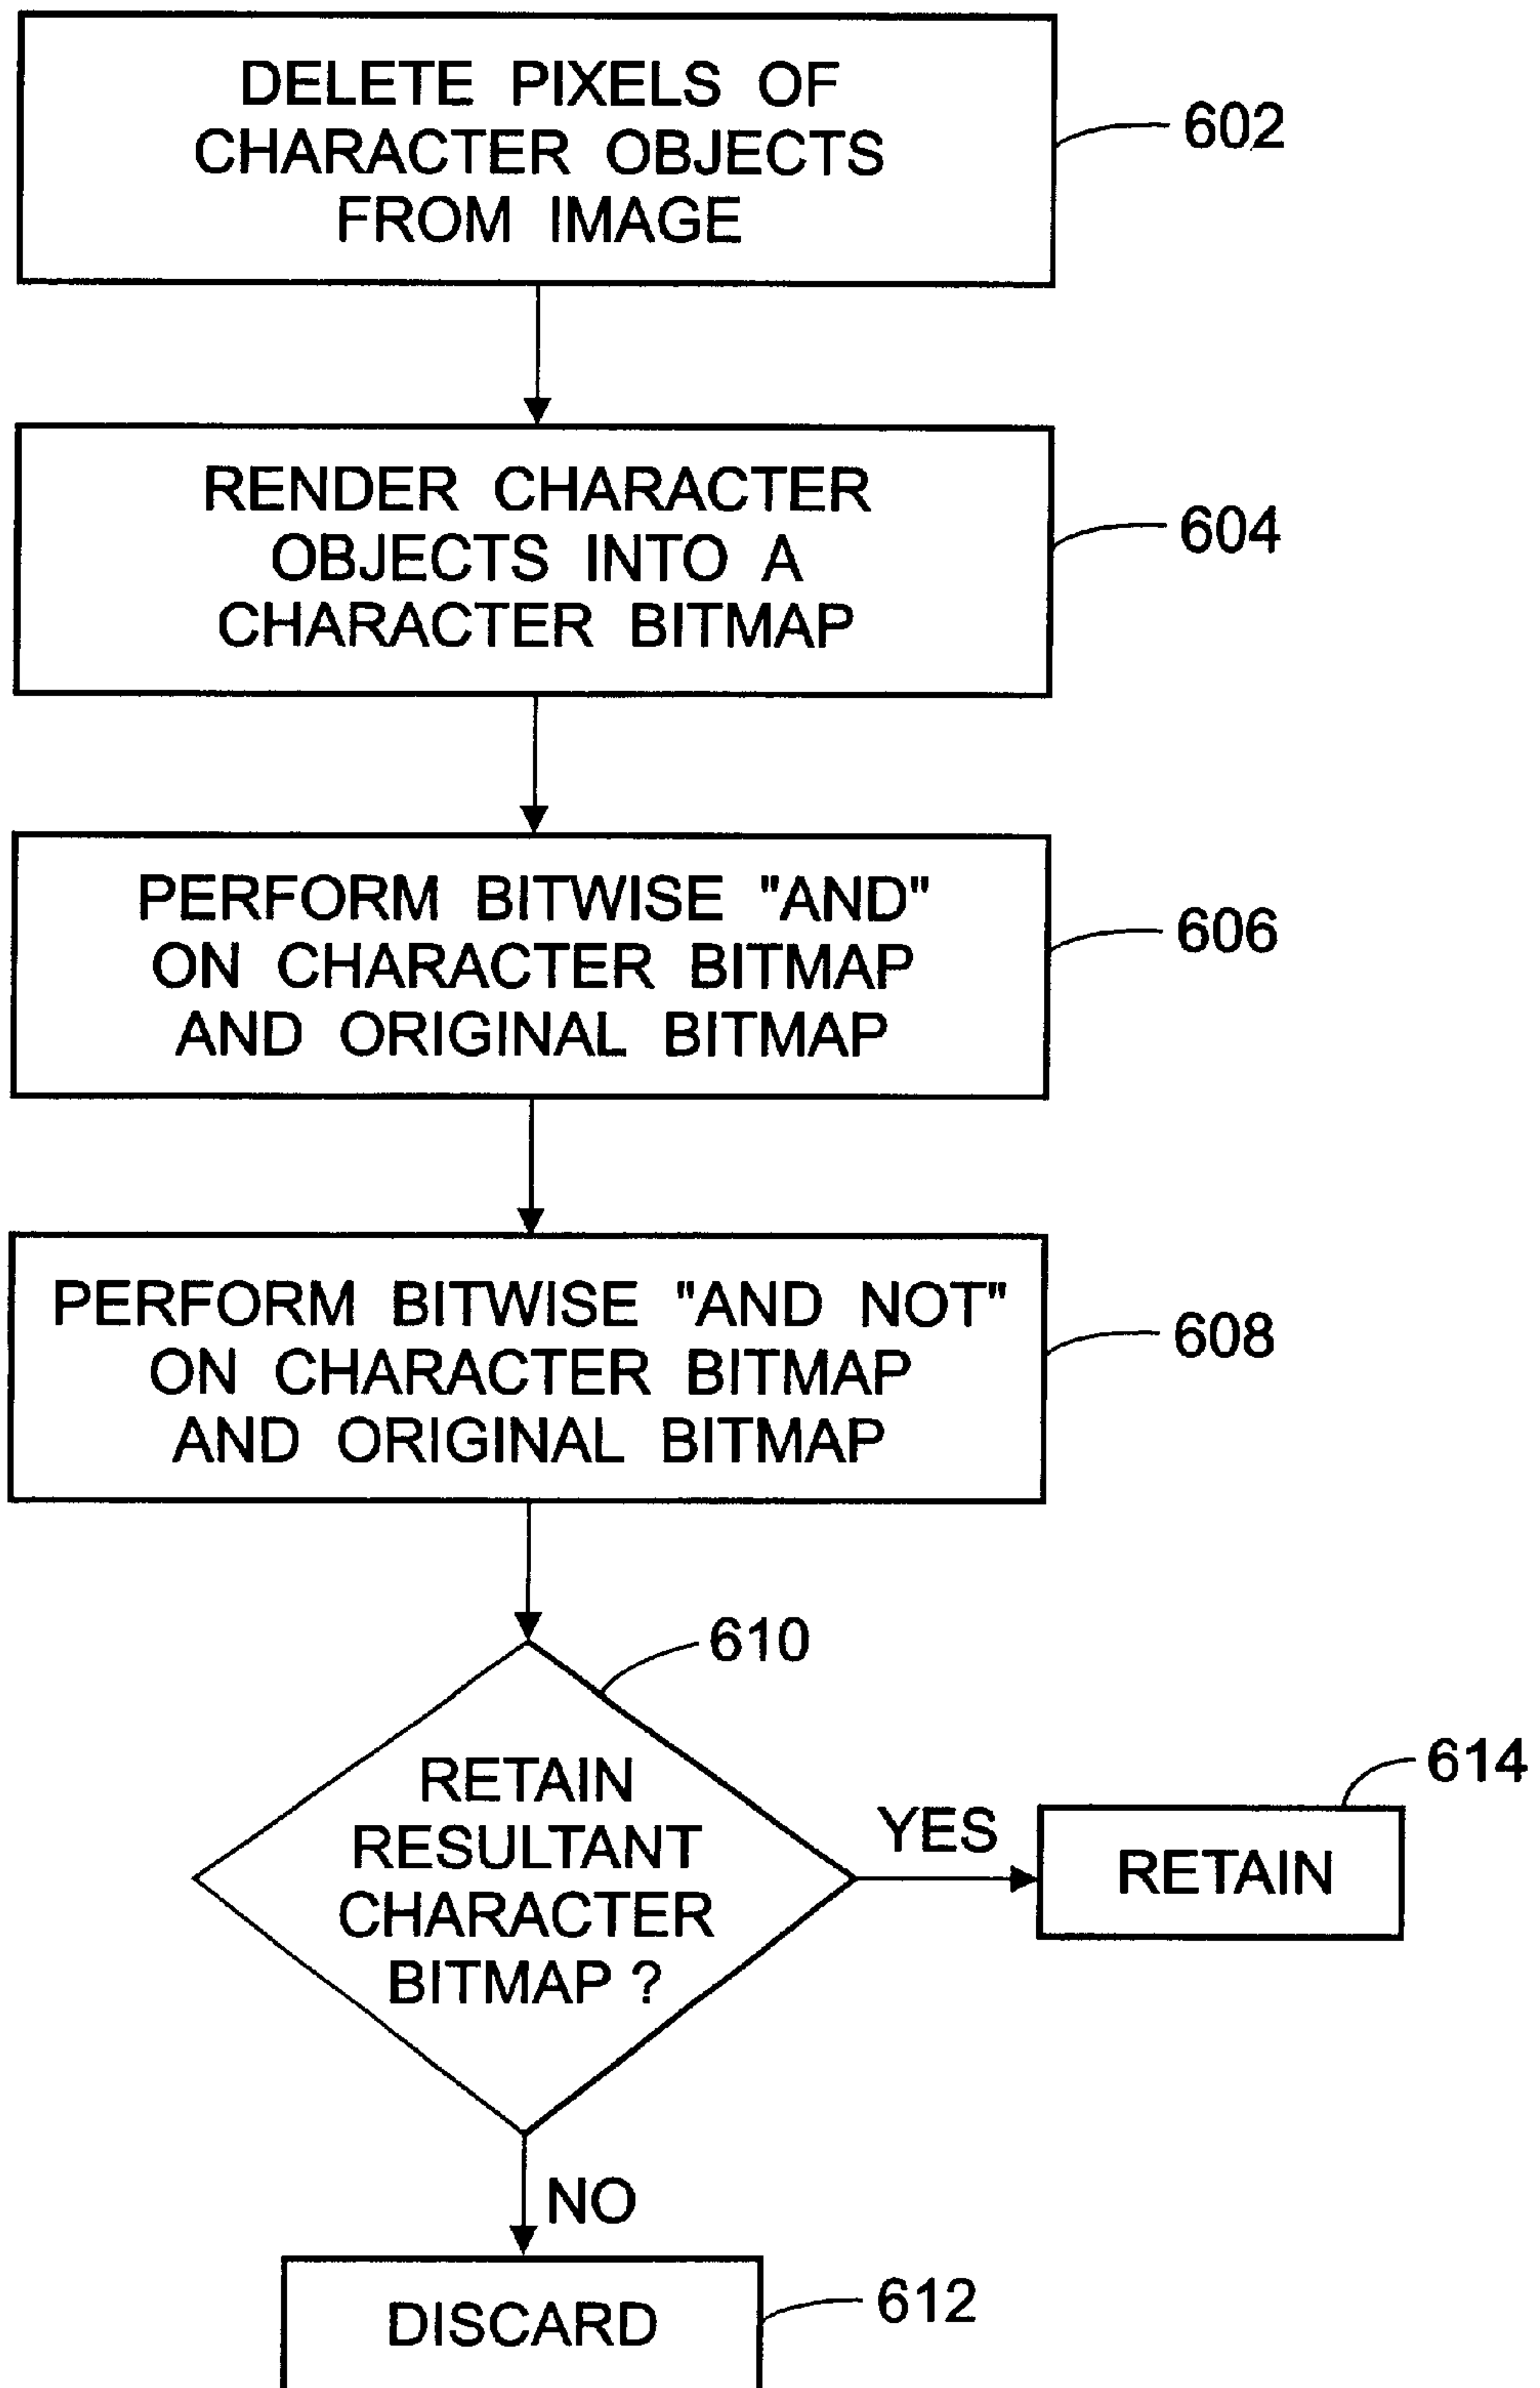 DELETE PIXELS OF
CHARACTER OBJECTS
FROM IMAGE
602
RENDER CHARACTER
OBJECTS INTO A
CHARACTER BITMAP
604
PERFORM BITWISE "AND"
ON CHARACTER BITMAP
AND ORIGINAL BITMAP
606
PERFORM BITWISE "AND NOT"
ON CHARACTER BITMAP
AND ORIGINAL BITMAP
608
610
RETAIN
RESULTANT
CHARACTER
BITMAP ?
YES
614
RETAIN
NO
DISCARD
612